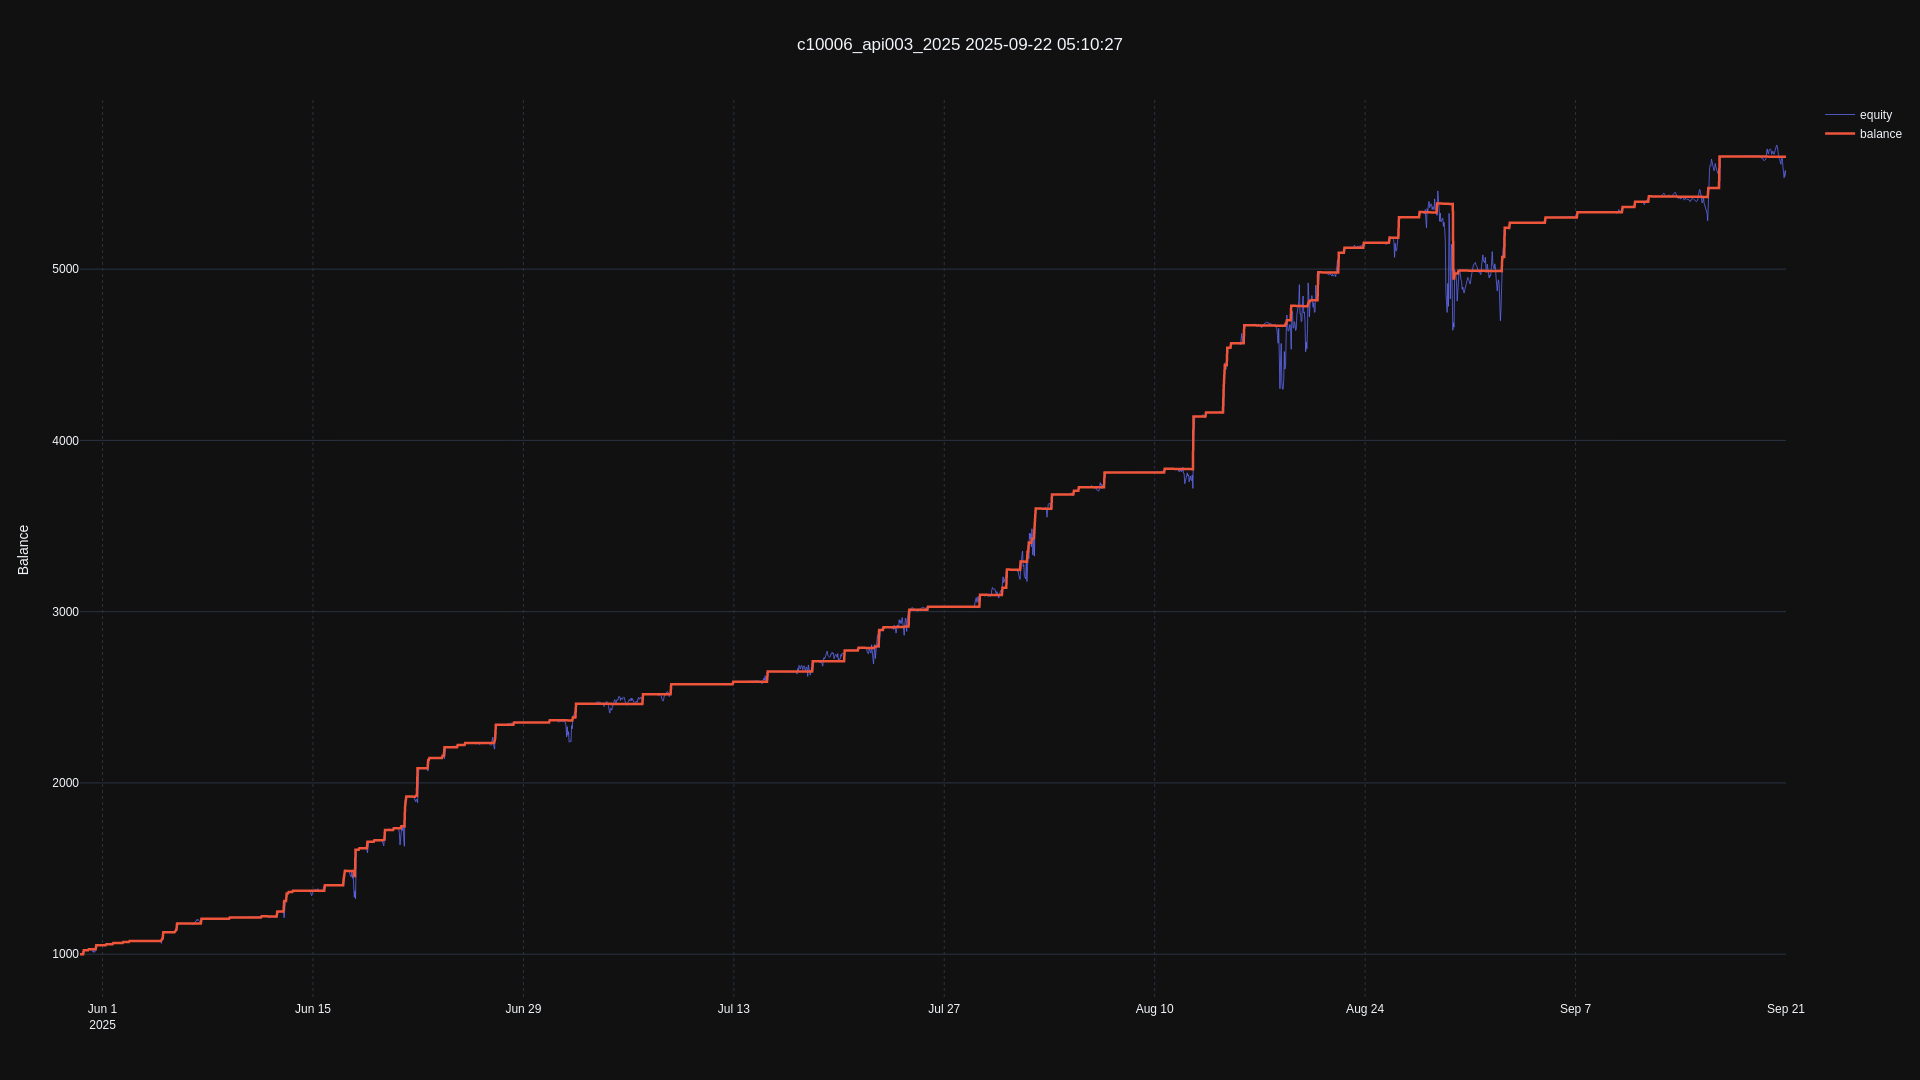 c10006_api003_2025 2025-09-22 05:10:27
equity
balance
5000
4000
Balance
3000
2000
1000
Jun 1
2025
Jun 15
Jun 29
Jul 13
Jul 27
Aug 10
Aug 24
Sep 7
Sep 21